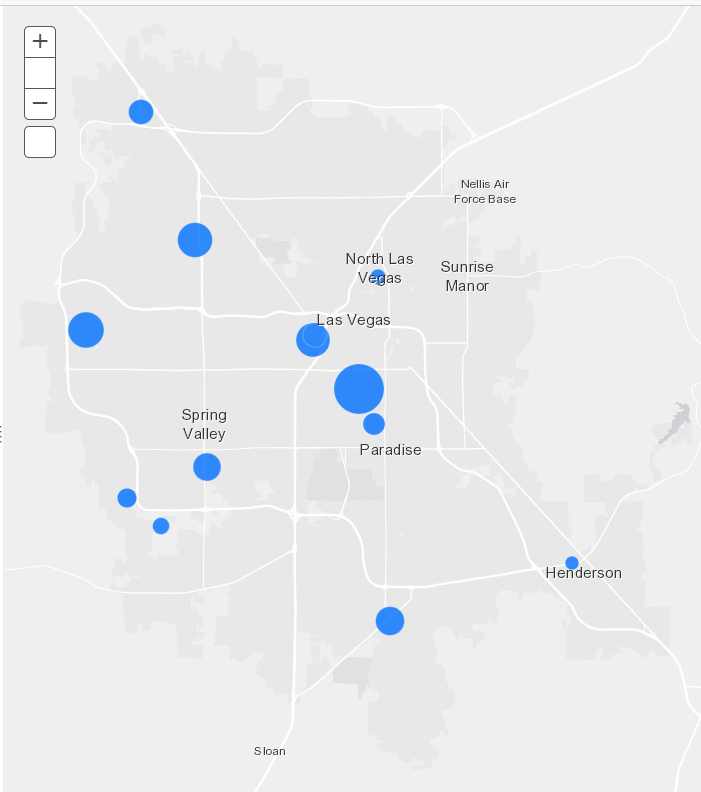 +
−
Nellis Air
Force Base
North Las
Vegas
Sunrise
Manor
Las Vegas
Spring
Valley
Paradise
Henderson
Sloan